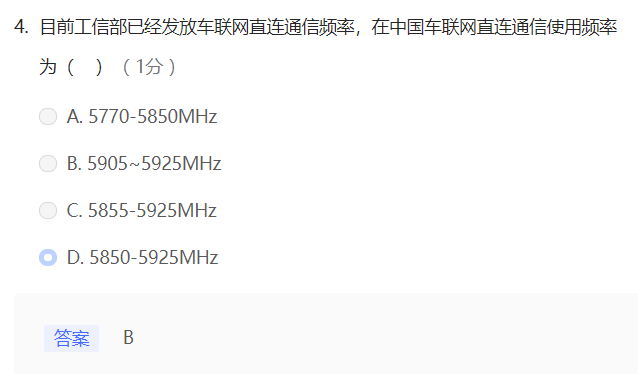 4. 目前工信部已经发放车联网直连通信频率，在中国车联网直连通信使用频率
为（ ）（ 1分 ）
A. 5770-5850MHz
B. 5905~5925MHz
C. 5855-5925MHz
D. 5850-5925MHz
答案 B